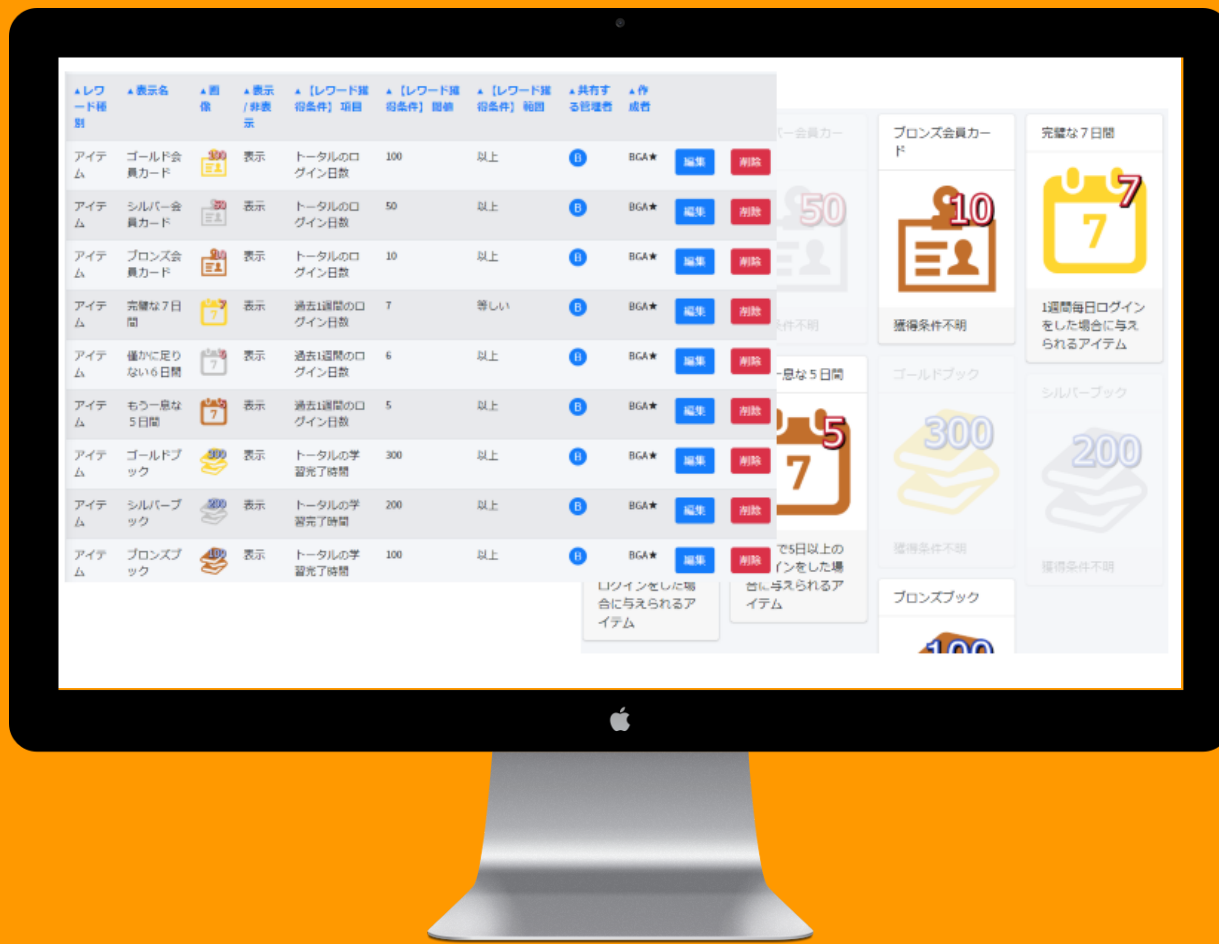 ▲レワ
ード種
別
▲表示名
▲画
像
▲表示
/非表
示
▲【レワード獲
得条件】項目
▲【レワード獲
得条件】閾値
▲【レワード獲
得条件】範囲
▲共有す
る管理者
▲作
成者
アイテ
ム
ゴールド会
員カード
300
表示
トータルのロ
グイン日数
100
以上
B
BGA★
編集
削除
アイテ
ム
シルバー会
員カード
表示
トータルのロ
グイン日数
50
以上
B
BGA★
編集
削除
アイテ
ム
ブロンズ会
員カード
表示
トータルのロ
グイン日数
10
以上
B
BGA★
編集
削除
アイテ
ム
完璧な7日
間
7
表示
過去1週間のロ
グイン日数
7
等しい
B
BGA★
編集
削除
アイテ
ム
僅かに足り
ない6日間
7
表示
過去1週間のロ
グイン日数
6
以上
B
BGA★
編集
削除
アイテ
ム
もう一息な
5日間
7
表示
過去1週間のロ
グイン日数
5
以上
B
BGA★
編集
削除
アイテ
ム
ゴールドブ
ック
300
表示
トータルの学
習完了時間
300
以上
B
BGA★
編集
削除
アイテ
ム
シルバーブ
ック
200
表示
トータルの学
習完了時間
200
以上
B
BGA★
編集
削除
アイテ
ム
ブロンズブ
ック
100
表示
トータルの学
習完了時間
100
以上
B
BGA★
編集
削除
ー会員カー
50
件不明
ブロンズ会員カー
ド
10
獲得条件不明
完璧な7日間
7
7
1週間毎日ログイン
をした場合に与え
られるアイテム
一息な5日間
5
7
で5日以上の
インをした場
合に与えられるア
イテム
ログインをした場
合に与えられるア
イテム
ゴールドブック
300
獲得条件不明
シルバーブック
200
獲得条件不明
ブロンズブック
100